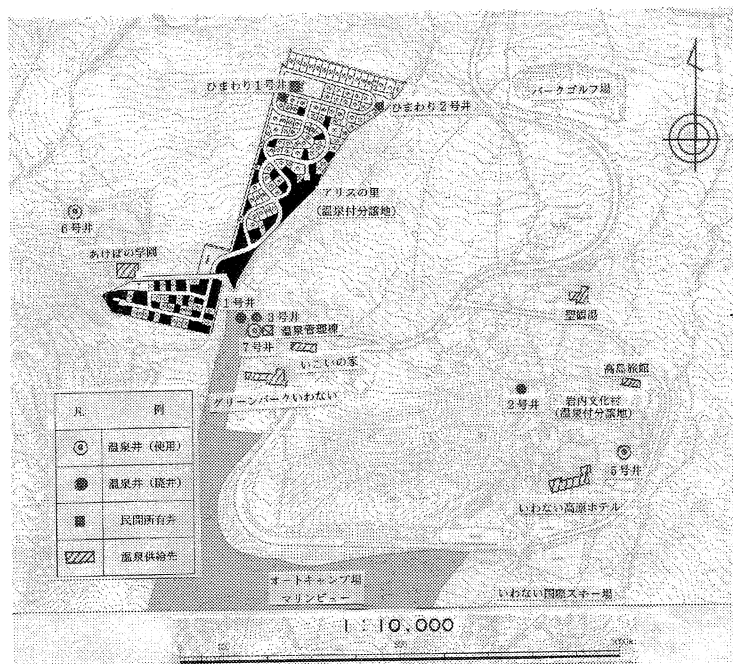 ひまわり1号井
ひまわり2号井
パークゴルフ場
アリスの里
(温泉付分譲地)
6号井
あけぼの学園
1号井
3号井
温泉管理棟
7号井
いこいの家
グリーンパークいわない
聖観湯
高島旅館
2号井
岩内文化村
(温泉付分譲地)
5号井
いわない高原ホテル
凡 例
温泉井(使用)
温泉井(廃井)
民間所有井
温泉供給先
オートキャンプ場
マリンビュー
いわない国際スキー場
1:10,000